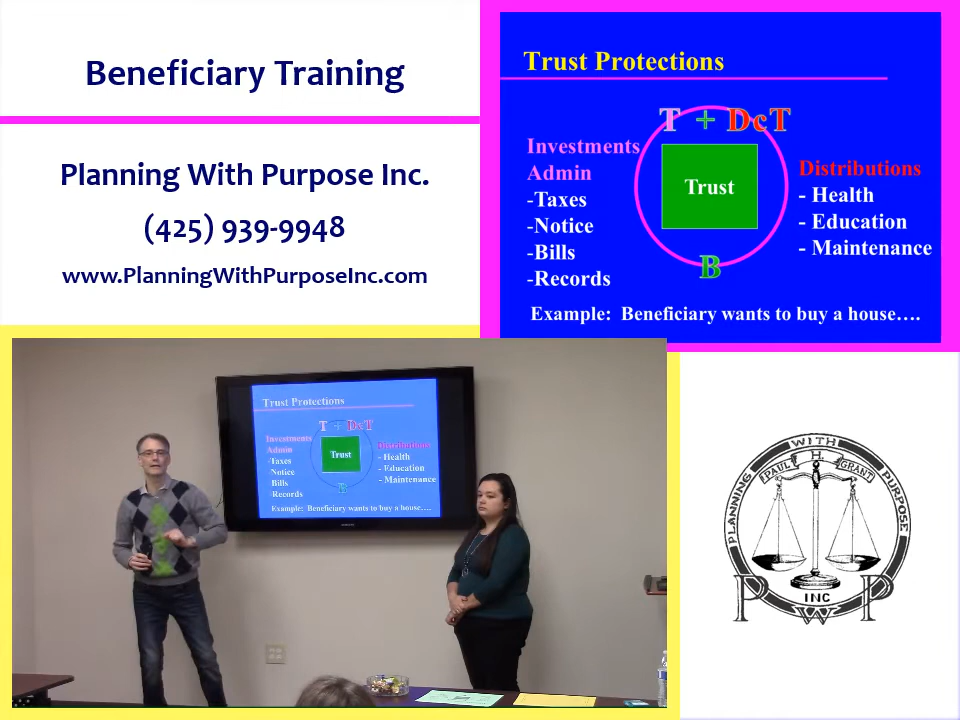 Beneficiary Training
Planning With Purpose Inc.
(425) 939-9948
www.PlanningWithPurposeInc.com
Trust Protections
T + DcT
Investments
Admin
-Taxes
-Notice
-Bills
-Records
Trust
B
Distributions
- Health
- Education
- Maintenance
Example: Beneficiary wants to buy a house….
Trust Protections
T + DcT
Investments
Admin
-Taxes
-Notice
-Bills
-Records
Trust
B
Distributions
- Health
- Education
- Maintenance
Example: Beneficiary wants to buy a house....
PLANNING WITH PURPOSE
PAUL H. GRANT
INC
P W P